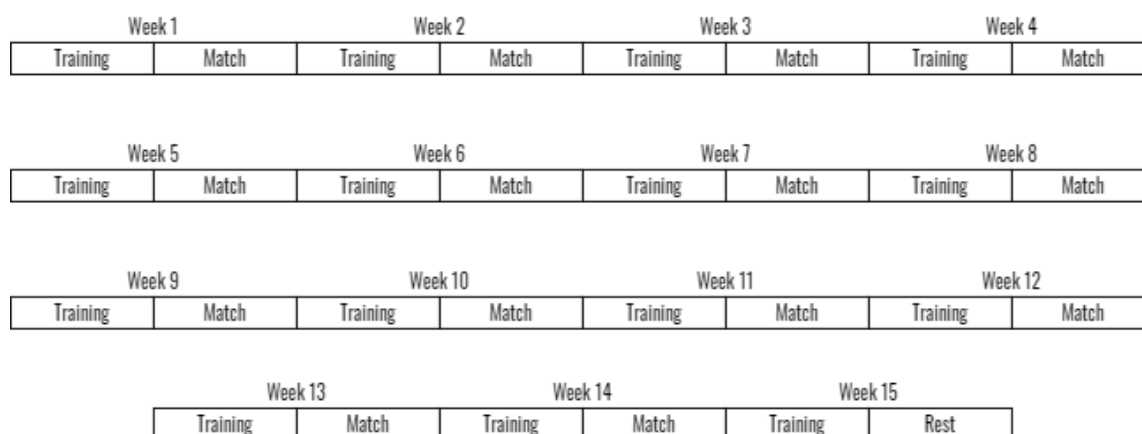 Week 1 Week 2 Week 3 Week 4
Training Match Training Match Training Match Training Match
Week 5 Week 6 Week 7 Week 8
Training Match Training Match Training Match Training Match
Week 9 Week 10 Week 11 Week 12
Training Match Training Match Training Match Training Match
Week 13 Week 14 Week 15
Training Match Training Match Training Rest